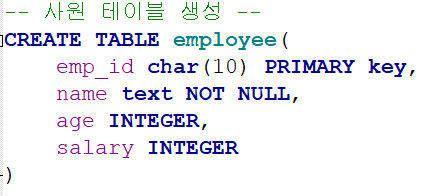 -- 사원 테이블 생성 --
CREATE TABLE employee(
emp_id char(10) PRIMARY key,
name text NOT NULL,
age INTEGER,
salary INTEGER
)